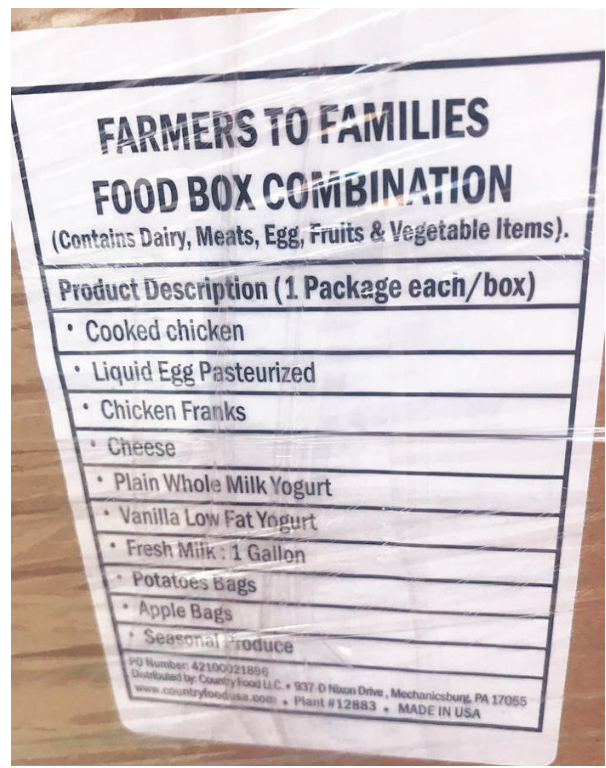 FARMERS TO FAMILIES
FOOD BOX COMBINATION
(Contains Dairy, Meats, Egg, Fruits & Vegetable Items).
Product Description (1 Package each/box)
• Cooked chicken
• Liquid Egg Pasteurized
• Chicken Franks
• Cheese
• Plain Whole Milk Yogurt
• Vanilla Low Fat Yogurt
• Fresh Milk : 1 Gallon
• Potatoes Bags
• Apple Bags
• Seasonal Produce
PO Number: 42100021896
Distributed by: Country Food LLC. • 937-D Nixon Drive, Mechanicsburg, PA 17055
www.countryfoodusa.com • Plant #12883 • MADE IN USA